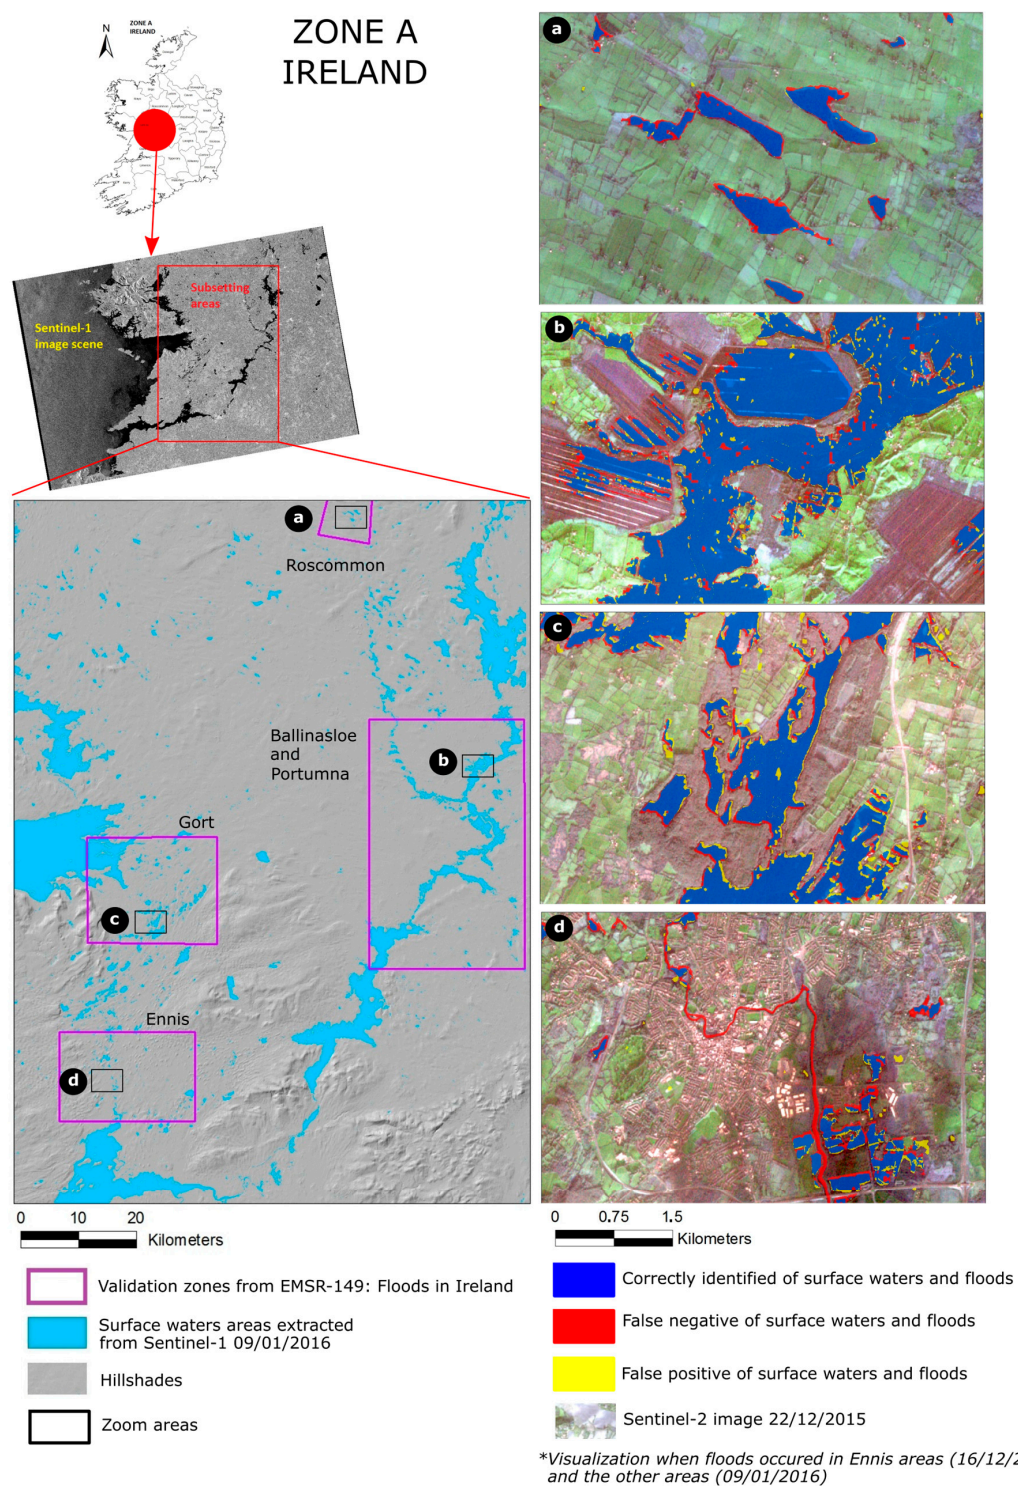 ZONE A
IRELAND
N
ZONE A
IRELAND
Sentinel-1
image scene
Subsetting
areas
a
Roscommon
Ballinasloe
and
Portumna
b
Gort
c
Ennis
d
0 10 20
Kilometers
Validation zones from EMSR-149: Floods in Ireland
Surface waters areas extracted
from Sentinel-1 09/01/2016
Hillshades
Zoom areas
a
b
c
d
0 0.75 1.5
Kilometers
Correctly identified of surface waters and floods
False negative of surface waters and floods
False positive of surface waters and floods
Sentinel-2 image 22/12/2015
*Visualization when floods occured in Ennis areas (16/12/2
and the other areas (09/01/2016)